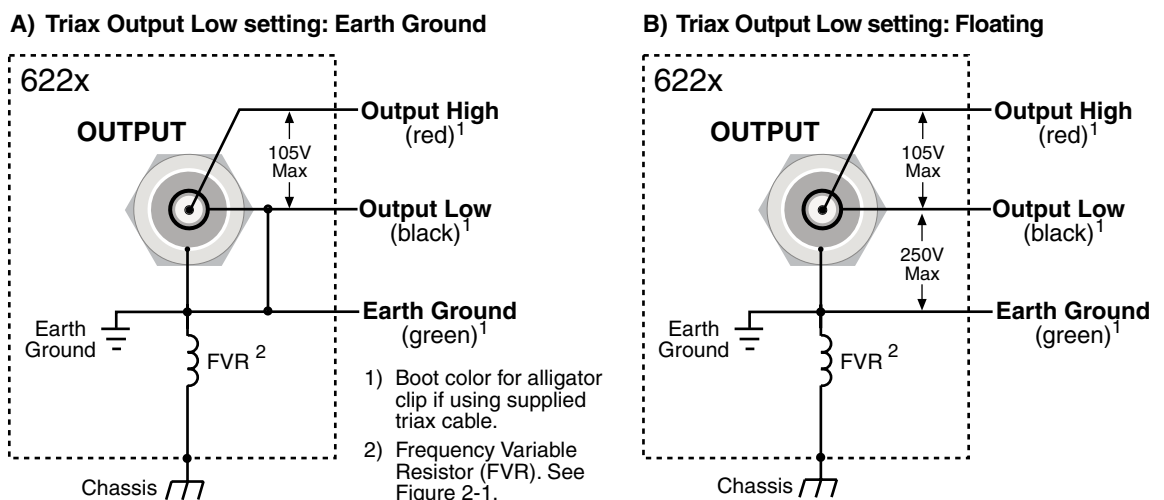 A) Triax Output Low setting: Earth Ground
622x
OUTPUT
Output High
(red)1
105V
Max
Output Low
(black)1
Earth Ground
(green)1
Earth
Ground
FVR 2
1) Boot color for alligator
clip if using supplied
triax cable.
2) Frequency Variable
Resistor (FVR). See
Figure 2-1.
Chassis
B) Triax Output Low setting: Floating
622x
OUTPUT
Output High
(red)1
105V
Max
Output Low
(black)1
250V
Max
Earth Ground
(green)1
Earth
Ground
FVR 2
Chassis